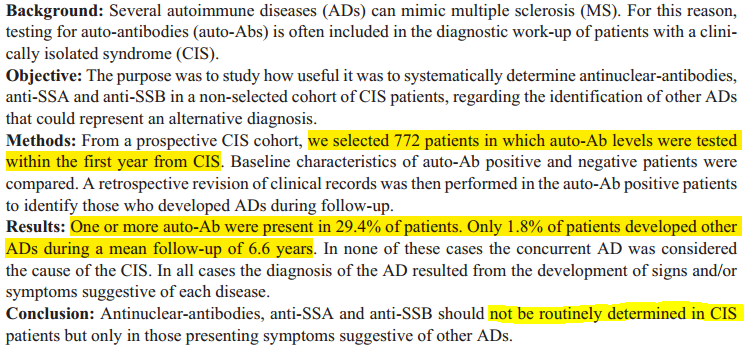 Background: Several autoimmune diseases (ADs) can mimic multiple sclerosis (MS). For this reason,
testing for auto-antibodies (auto-Abs) is often included in the diagnostic work-up of patients with a clini-
cally isolated syndrome (CIS).
Objective: The purpose was to study how useful it was to systematically determine antinuclear-antibodies,
anti-SSA and anti-SSB in a non-selected cohort of CIS patients, regarding the identification of other ADs
that could represent an alternative diagnosis.
Methods: From a prospective CIS cohort, we selected 772 patients in which auto-Ab levels were tested
within the first year from CIS. Baseline characteristics of auto-Ab positive and negative patients were
compared. A retrospective revision of clinical records was then performed in the auto-Ab positive patients
to identify those who developed ADs during follow-up.
Results: One or more auto-Ab were present in 29.4% of patients. Only 1.8% of patients developed other
ADs during a mean follow-up of 6.6 years. In none of these cases the concurrent AD was considered
the cause of the CIS. In all cases the diagnosis of the AD resulted from the development of signs and/or
symptoms suggestive of each disease.
Conclusion: Antinuclear-antibodies, anti-SSA and anti-SSB should not be routinely determined in CIS
patients but only in those presenting symptoms suggestive of other ADs.